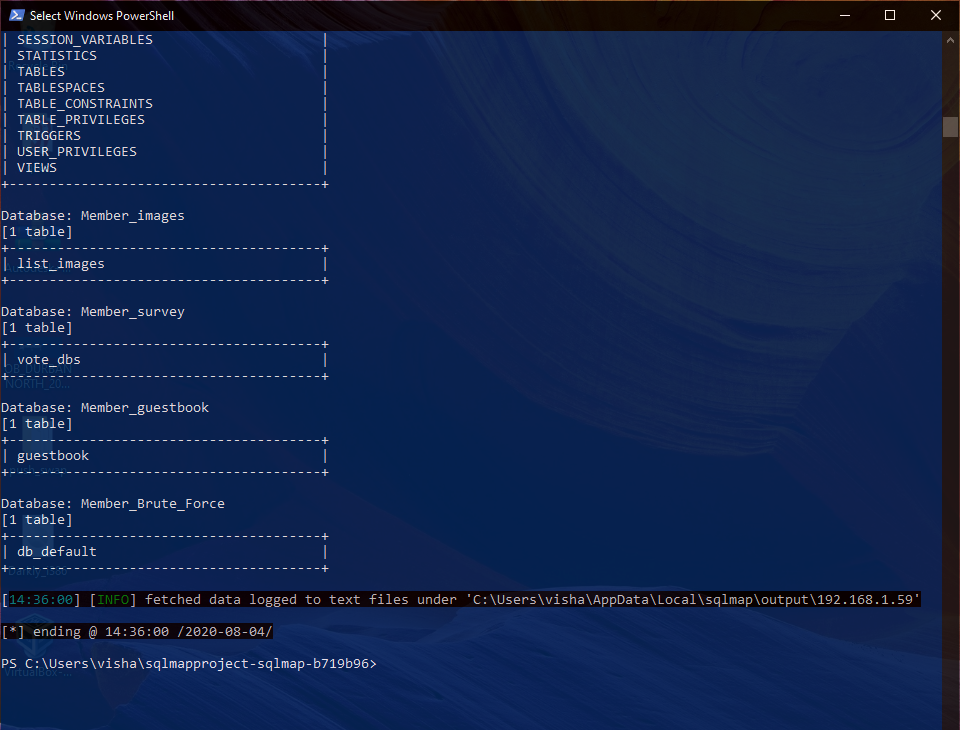 Select Windows PowerShell
| SESSION_VARIABLES |
| STATISTICS |
| TABLES |
| TABLESPACES |
| TABLE_CONSTRAINTS |
| TABLE_PRIVILEGES |
| TRIGGERS |
| USER_PRIVILEGES |
| VIEWS |
+---------------------------------------+
Database: Member_images
[1 table]
+---------------------------------------+
| list_images |
+---------------------------------------+
Database: Member_survey
[1 table]
+---------------------------------------+
| vote_dbs |
+---------------------------------------+
Database: Member_guestbook
[1 table]
+---------------------------------------+
| guestbook |
+---------------------------------------+
Database: Member_Brute_Force
[1 table]
+---------------------------------------+
| db_default |
+---------------------------------------+
[14:36:00] [INFO] fetched data logged to text files under 'C:\Users\visha\AppData\Local\sqlmap\output\192.168.1.59'
[*] ending @ 14:36:00 /2020-08-04/
PS C:\Users\visha\sqlmapproject-sqlmap-b719b96>